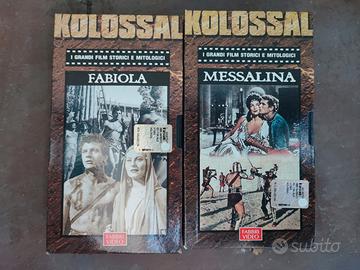 KOLOSSAL
I GRANDI FILM STORICI E MITOLOGICI
FABIOLA
FABBRI
VIDEO
KOLOSSAL
I GRANDI FILM STORICI E MITOLOGICI
MESSALINA
FABBRI
VIDEO
subito